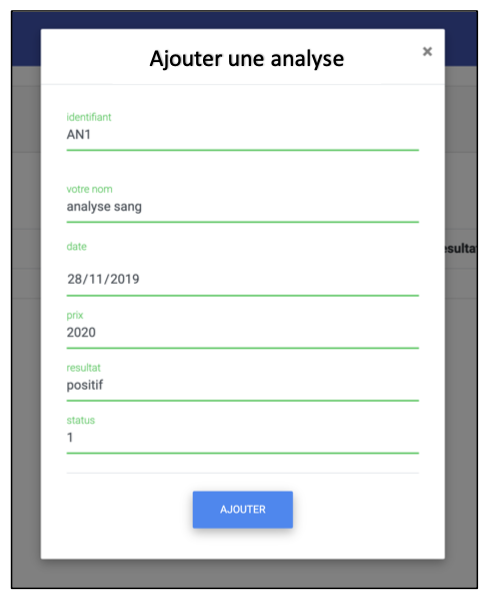 Ajouter une analyse
×
identifiant
AN1
votre nom
analyse sang
date
28/11/2019
prix
2020
resultat
positif
status
1
AJOUTER